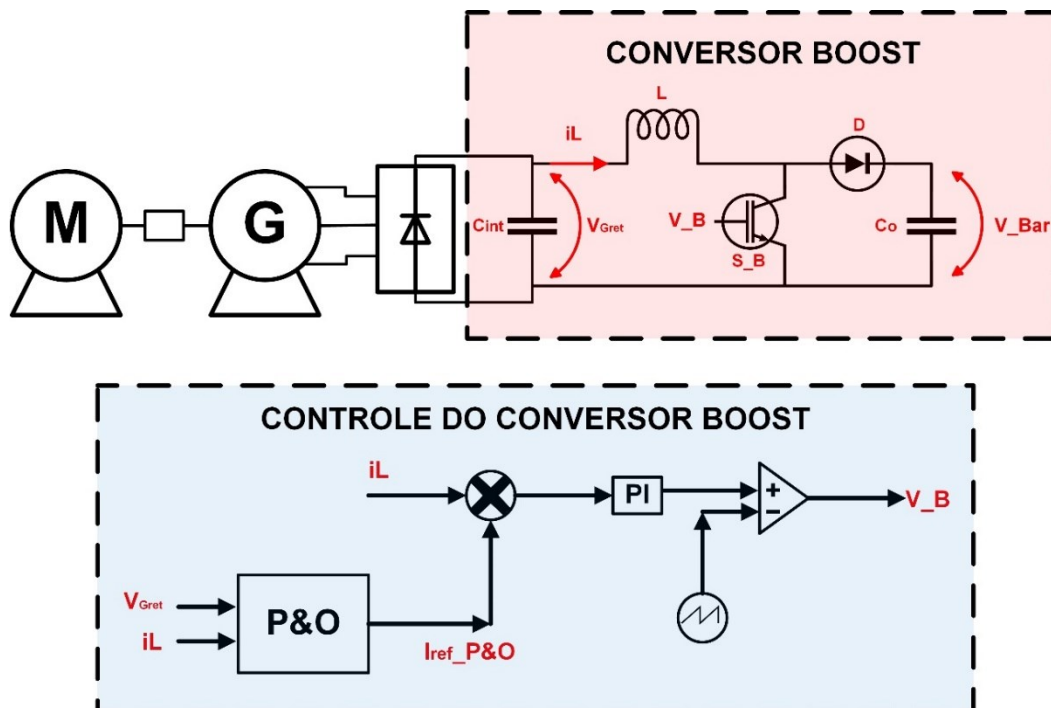 CONVERSOR BOOST
L
D
iL
M
G
Cint
VGret
V_B
S_B
Co
V_Bar
CONTROLE DO CONVERSOR BOOST
iL
PI
+
−
V_B
VGret
iL
P&O
Iref_P&O